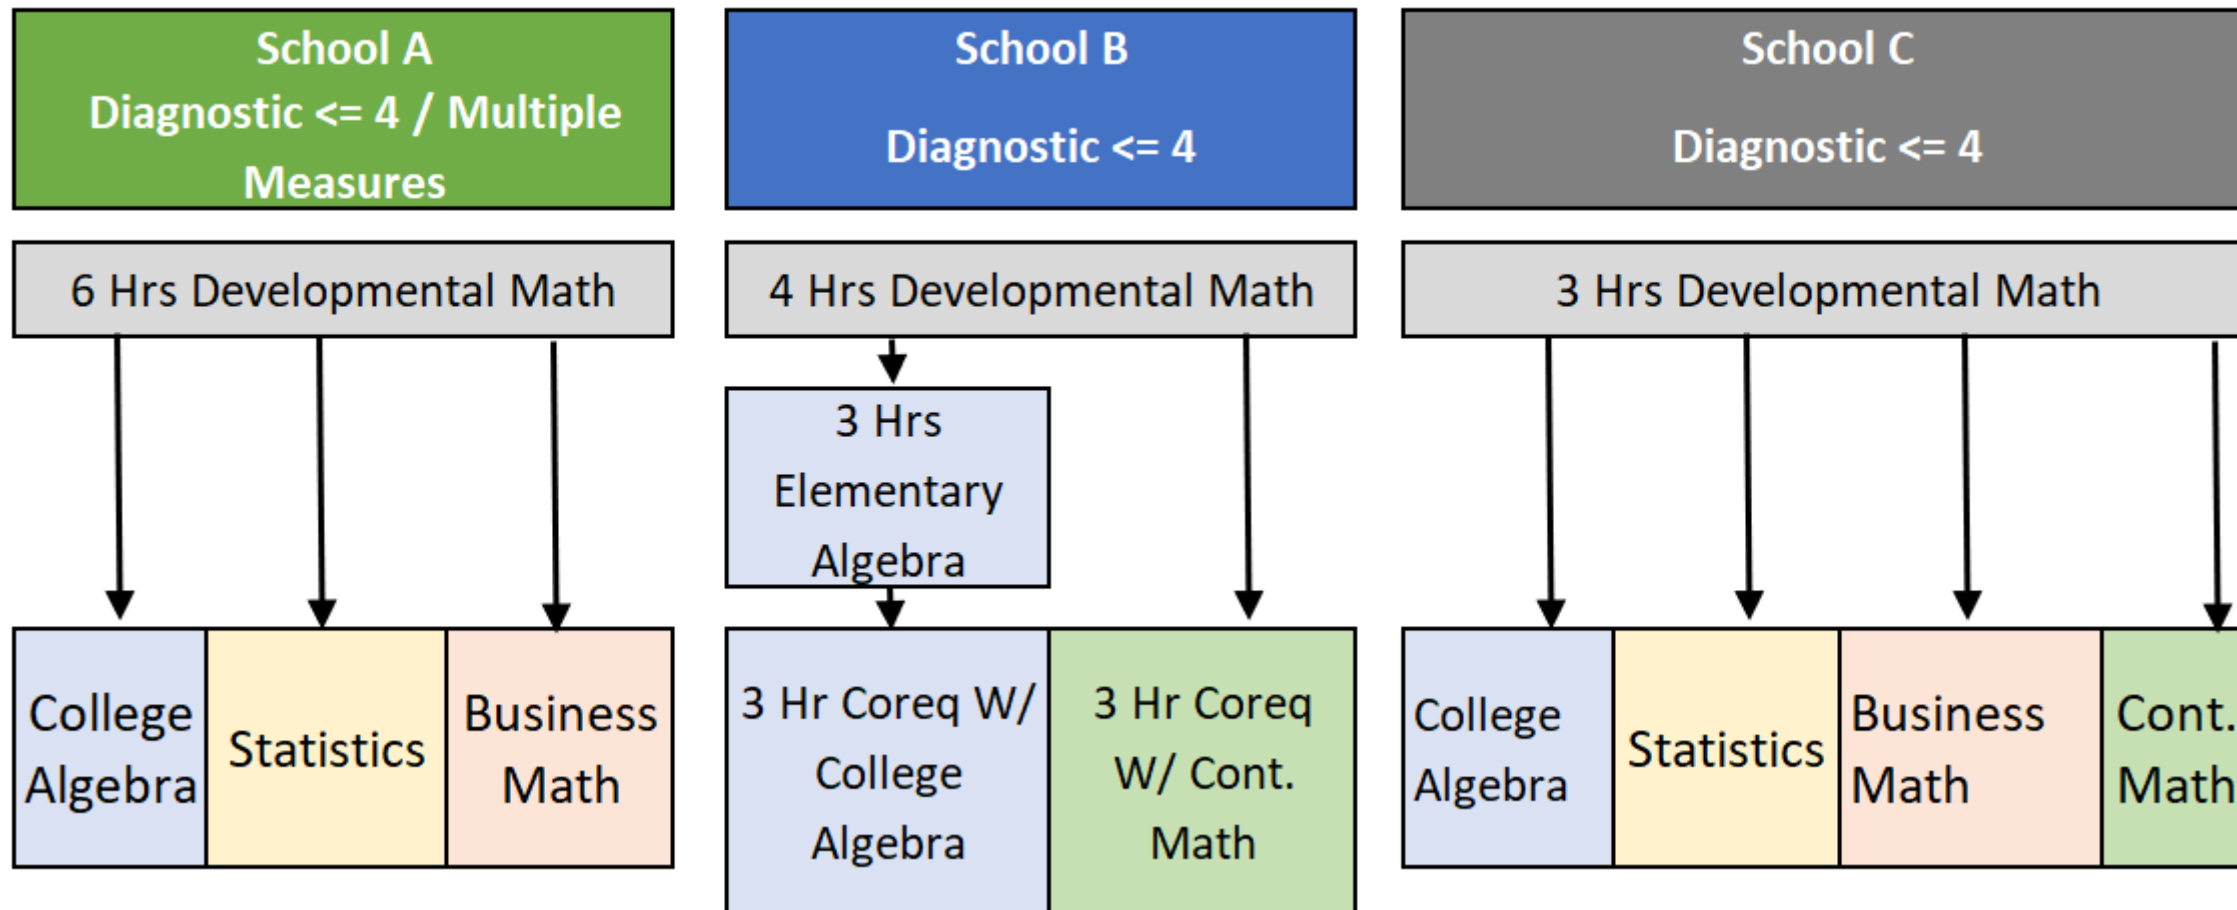 School A
Diagnostic <= 4 / Multiple
Measures
6 Hrs Developmental Math
College
Algebra
Statistics
Business
Math
School B
Diagnostic <= 4
4 Hrs Developmental Math
3 Hrs
Elementary
Algebra
3 Hr Coreq W/
College
Algebra
3 Hr Coreq
W/ Cont.
Math
School C
Diagnostic <= 4
3 Hrs Developmental Math
College
Algebra
Statistics
Business
Math
Cont.
Math